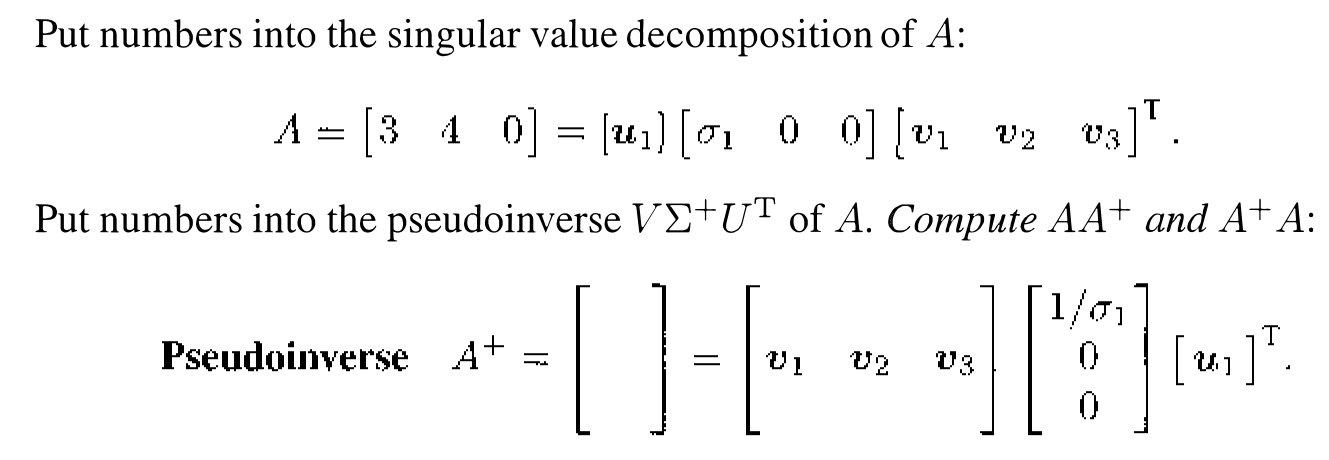 Put numbers into the singular value decomposition of A:
A = [3 4 0] = [u₁] [σ₁ 0 0] [v₁ v₂ v₃]ᵀ.
Put numbers into the pseudoinverse VΣ⁺Uᵀ of A. Compute AA⁺ and A⁺A:
Pseudoinverse A⁺ = [ ] = [v₁ v₂ v₃] [1/σ₁ 0 0] [u₁]ᵀ.